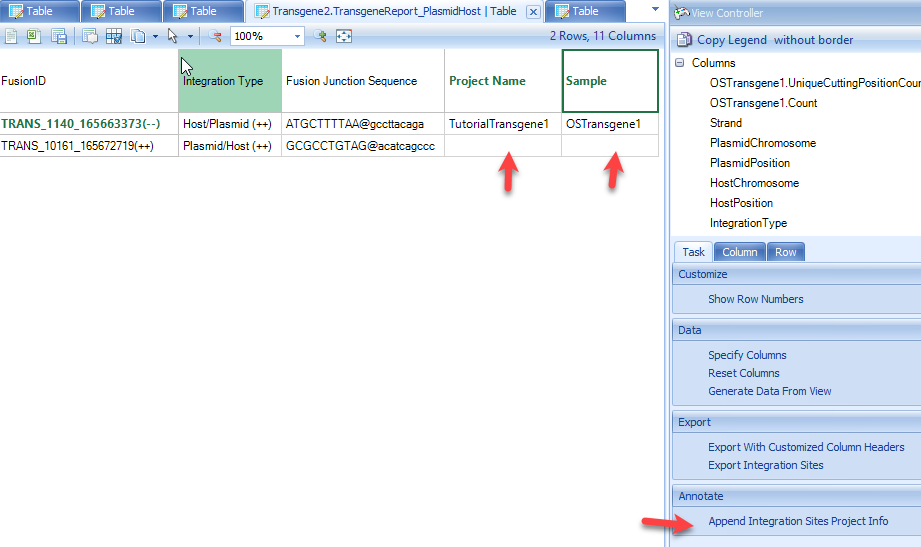 Table
Table
Table
Transgene2.TransgeneReport_PlasmidHost | Table
Table
100%
2 Rows, 11 Columns
FusionID
Integration Type
Fusion Junction Sequence
Project Name
Sample
TRANS_1140_165663373(--)
Host/Plasmid (++)
ATGCTTTTAA@gccttacaga
TutorialTransgene1
OSTransgene1
TRANS_10161_165672719(++)
Plasmid/Host (++)
GCGCCTGTAG@acatcagccc
View Controller
Copy Legend without border
Columns
OSTransgene1.UniqueCuttingPositionCoun
OSTransgene1.Count
Strand
PlasmidChromosome
PlasmidPosition
HostChromosome
HostPosition
IntegrationType
Task
Column
Row
Customize
Show Row Numbers
Data
Specify Columns
Reset Columns
Generate Data From View
Export
Export With Customized Column Headers
Export Integration Sites
Annotate
Append Integration Sites Project Info